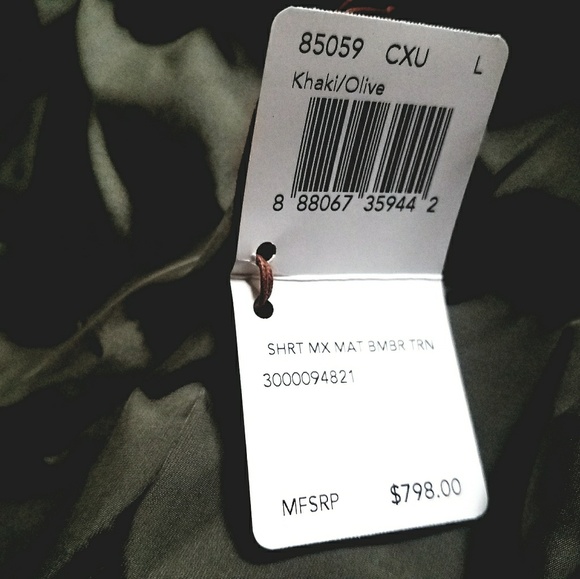 85059 CXU L
Khaki/Olive
8 88067 35944 2
SHRT MX MAT BMBR TRN
3000094821
MFSRP $798.00